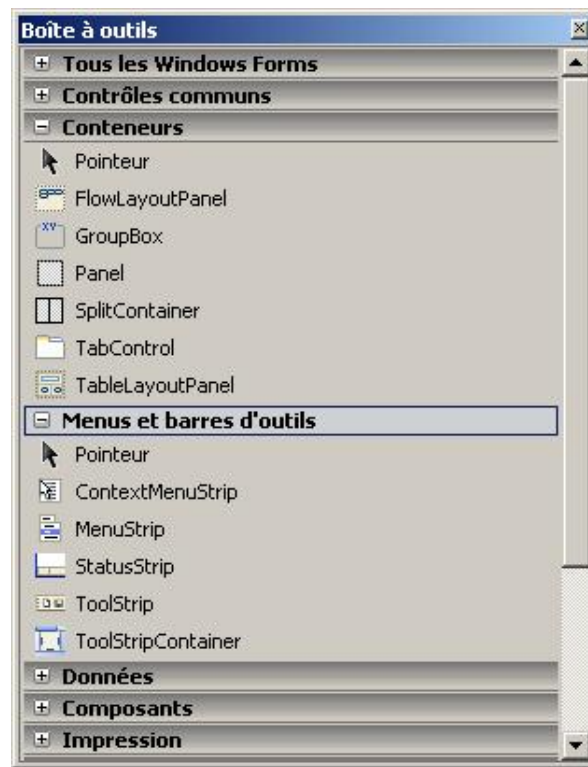 Boîte à outils
Tous les Windows Forms
Contrôles communs
Conteneurs
Pointeur
FlowLayoutPanel
GroupBox
Panel
SplitContainer
TabControl
TableLayoutPanel
Menus et barres d'outils
Pointeur
ContextMenuStrip
MenuStrip
StatusStrip
ToolStrip
ToolStripContainer
Données
Composants
Impression